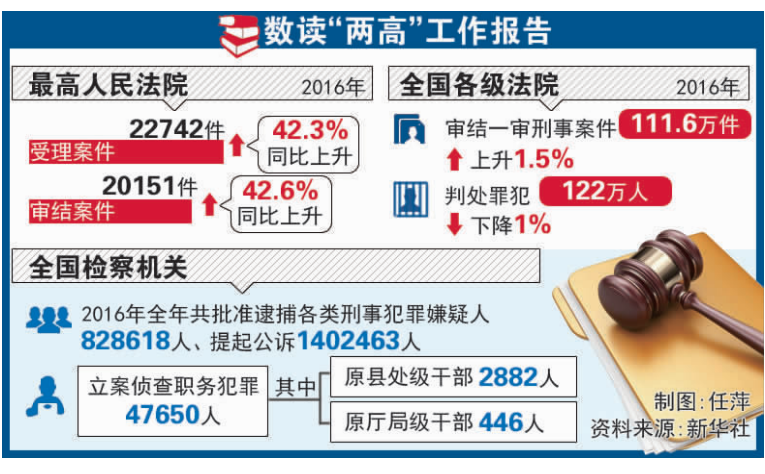 数读“两高”工作报告
最高人民法院 2016年
22742件
受理案件
42.3%
同比上升
20151件
审结案件
42.6%
同比上升
全国各级法院 2016年
审结一审刑事案件 111.6万件
上升1.5%
判处罪犯 122万人
下降1%
全国检察机关
2016年全年共批准逮捕各类刑事犯罪嫌疑人
828618人、提起公诉1402463人
立案侦查职务犯罪
47650人
其中
原县处级干部 2882人
原厅局级干部 446人
制图:任萍
资料来源:新华社